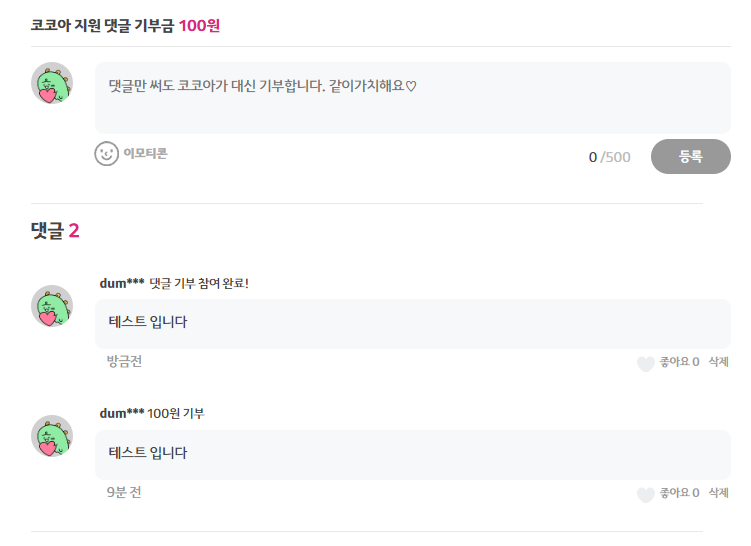 코코아 지원 댓글 기부금 100원
댓글만 써도 코코아가 대신 기부합니다. 같이가치해요♡
이모티콘
0 /500
등록
댓글 2
dum*** 댓글 기부 참여 완료!
테스트 입니다
방금전
좋아요 0 삭제
dum*** 100원 기부
테스트 입니다
9분 전
좋아요 0 삭제